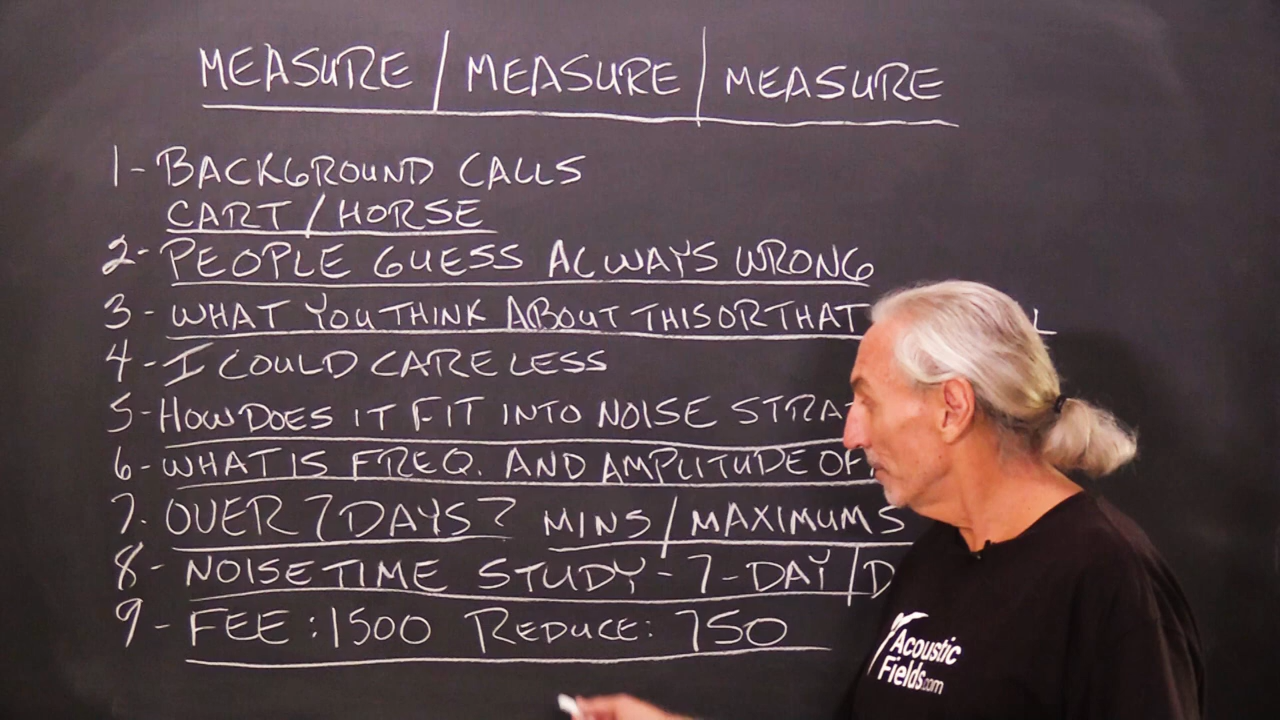 MEASURE / MEASURE / MEASURE
1 - BACKGROUND CALLS
CART / HORSE
2 - PEOPLE GUESS ALWAYS WRONG
3 - WHAT YOU THINK ABOUT THIS OR THAT
4 - I COULD CARE LESS
5 - HOW DOES IT FIT INTO NOISE
6 - WHAT IS FREQ. AND AMPLITUDE OF
7. OVER 7 DAYS? MINS / MAXIMUMS
8 - NOISE TIME STUDY - 7-DAY /
9 - FEE : 1500 REDUCE: 750
Acoustic
Fields.com